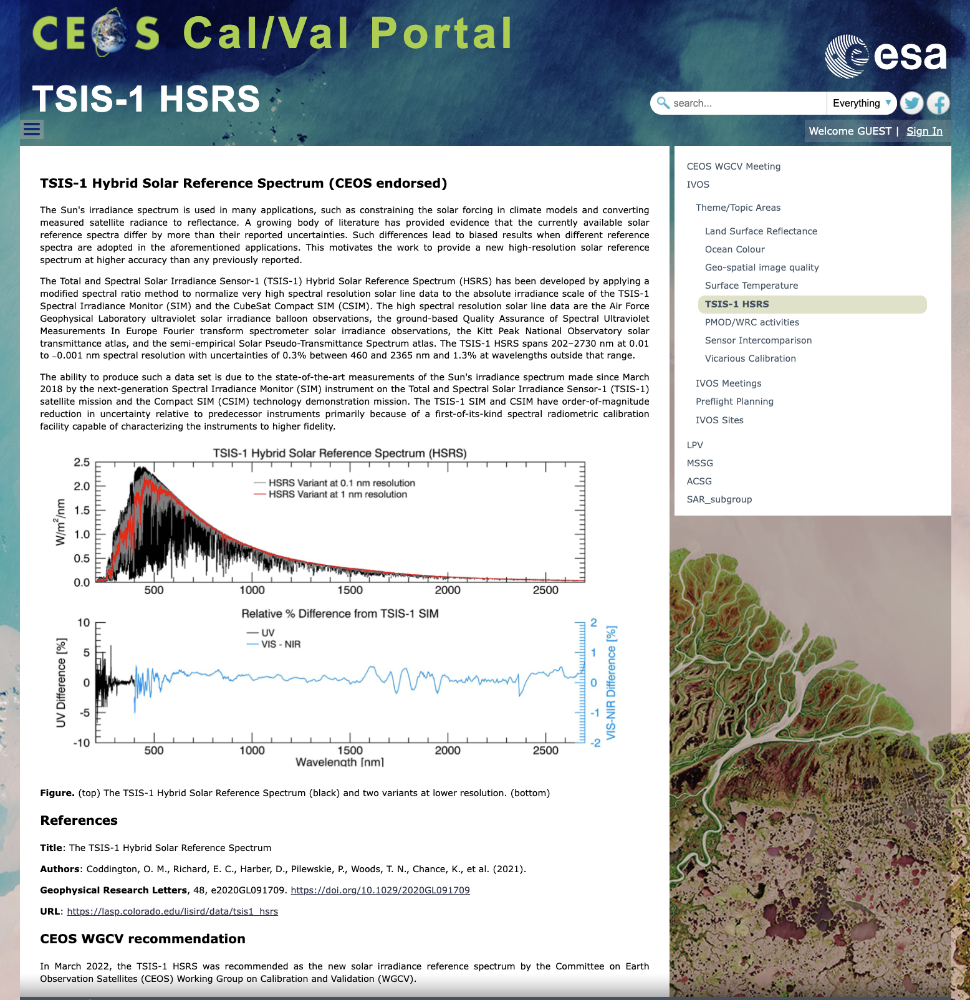 CEOS Cal/Val Portal
esa
TSIS-1 HSRS
search...
Everything
Welcome GUEST | Sign In
TSIS-1 Hybrid Solar Reference Spectrum (CEOS endorsed)
The Sun's irradiance spectrum is used in many applications, such as constraining the solar forcing in climate models and converting
measured satellite radiance to reflectance. A growing body of literature has provided evidence that the currently available solar
reference spectra differ by more than their reported uncertainties. Such differences lead to biased results when different reference
spectra are adopted in the aforementioned applications. This motivates the work to provide a new high-resolution solar reference
spectrum at higher accuracy than any previously reported.
The Total and Spectral Solar Irradiance Sensor-1 (TSIS-1) Hybrid Solar Reference Spectrum (HSRS) has been developed by applying a
modified spectral ratio method to normalize very high spectral resolution solar line data to the absolute irradiance scale of the TSIS-1
Spectral Irradiance Monitor (SIM) and the CubeSat Compact SIM (CSIM). The high spectral resolution solar line data are the Air Force
Geophysical Laboratory ultraviolet solar irradiance balloon observations, the ground-based Quality Assurance of Spectral Ultraviolet
Measurements In Europe Fourier transform spectrometer solar irradiance observations, the Kitt Peak National Observatory solar
transmittance atlas, and the semi-empirical Solar Pseudo-Transmittance Spectrum atlas. The TSIS-1 HSRS spans 202–2730 nm at 0.01
to ~0.001 nm spectral resolution with uncertainties of 0.3% between 460 and 2365 nm and 1.3% at wavelengths outside that range.
The ability to produce such a data set is due to the state-of-the-art measurements of the Sun's irradiance spectrum made since March
2018 by the next-generation Spectral Irradiance Monitor (SIM) instrument on the Total and Spectral Solar Irradiance Sensor-1 (TSIS-1)
satellite mission and the Compact SIM (CSIM) technology demonstration mission. The TSIS-1 SIM and CSIM have order-of-magnitude
reduction in uncertainty relative to predecessor instruments primarily because of a first-of-its-kind spectral radiometric calibration
facility capable of characterizing the instruments to higher fidelity.
TSIS-1 Hybrid Solar Reference Spectrum (HSRS)
W/m²/nm
2.5
2.0
1.5
1.0
0.5
0.0
HSRS Variant at 0.1 nm resolution
HSRS Variant at 1 nm resolution
500 1000 1500 2000 2500
Relative % Difference from TSIS-1 SIM
UV Difference [%]
10
5
0
-5
-10
UV
VIS - NIR
2
1
0
-1
-2
VIS-NIR Difference [%]
500 1000 1500 2000 2500
Wavelength [nm]
Figure. (top) The TSIS-1 Hybrid Solar Reference Spectrum (black) and two variants at lower resolution. (bottom)
References
Title: The TSIS-1 Hybrid Solar Reference Spectrum
Authors: Coddington, O. M., Richard, E. C., Harber, D., Pilewskie, P., Woods, T. N., Chance, K., et al. (2021).
Geophysical Research Letters, 48, e2020GL091709. https://doi.org/10.1029/2020GL091709
URL: https://lasp.colorado.edu/lisird/data/tsis1_hsrs
CEOS WGCV recommendation
In March 2022, the TSIS-1 HSRS was recommended as the new solar irradiance reference spectrum by the Committee on Earth
Observation Satellites (CEOS) Working Group on Calibration and Validation (WGCV).
CEOS WGCV Meeting
IVOS
Theme/Topic Areas
Land Surface Reflectance
Ocean Colour
Geo-spatial image quality
Surface Temperature
TSIS-1 HSRS
PMOD/WRC activities
Sensor Intercomparison
Vicarious Calibration
IVOS Meetings
Preflight Planning
IVOS Sites
LPV
MSSG
ACSG
SAR_subgroup